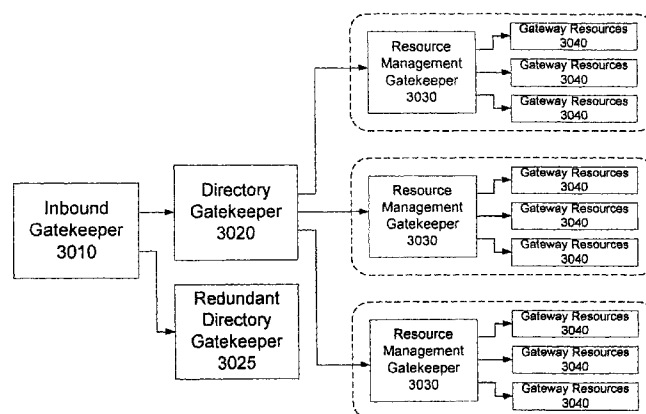 Inbound
Gatekeeper
3010
Directory
Gatekeeper
3020
Redundant
Directory
Gatekeeper
3025
Resource
Management
Gatekeeper
3030
Gateway Resources
3040
Gateway Resources
3040
Gateway Resources
3040
Resource
Management
Gatekeeper
3030
Gateway Resources
3040
Gateway Resources
3040
Gateway Resources
3040
Resource
Management
Gatekeeper
3030
Gateway Resources
3040
Gateway Resources
3040
Gateway Resources
3040